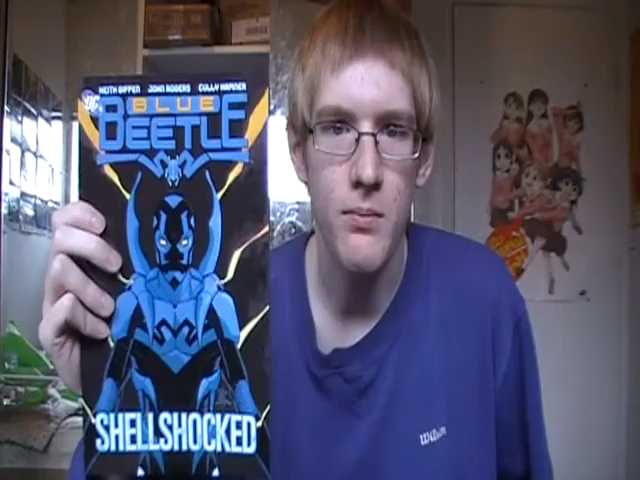 KEITH GIFFEN JOHN ROGERS CULLY HAMNER
DC
BLUE
BEETLE
SHELLSHOCKED
Wilson